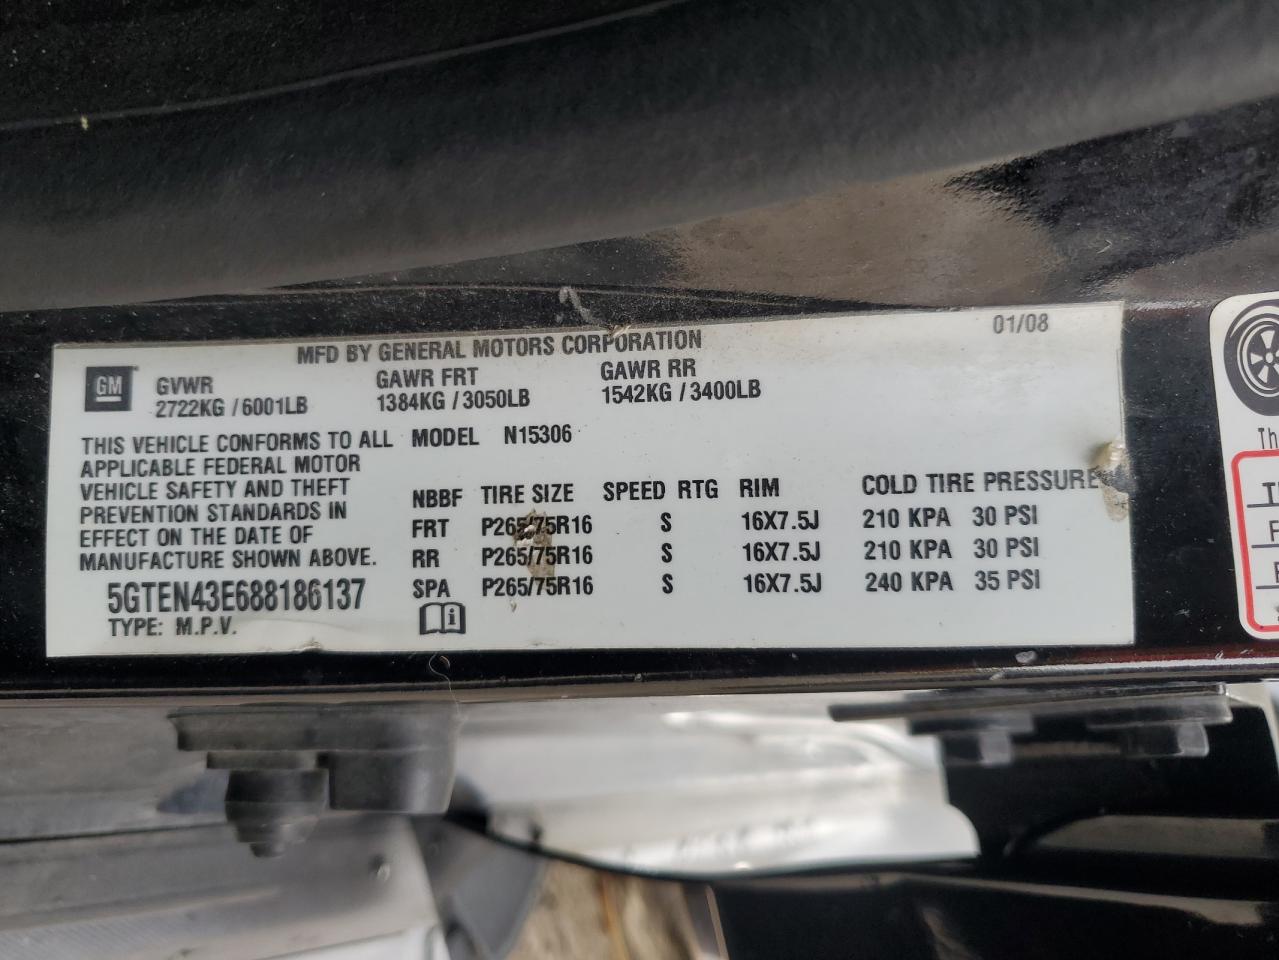 MFD BY GENERAL MOTORS CORPORATION 01/08
GM
GVWR GAWR FRT GAWR RR
2722KG / 6001LB 1384KG / 3050LB 1542KG / 3400LB
THIS VEHICLE CONFORMS TO ALL
APPLICABLE FEDERAL MOTOR
VEHICLE SAFETY AND THEFT
PREVENTION STANDARDS IN
EFFECT ON THE DATE OF
MANUFACTURE SHOWN ABOVE.
5GTEN43E688186137
TYPE: M.P.V.
MODEL N15306
NBBF TIRE SIZE SPEED RTG RIM COLD TIRE PRESSURE
FRT P265/75R16 S 16X7.5J 210 KPA 30 PSI
RR P265/75R16 S 16X7.5J 210 KPA 30 PSI
SPA P265/75R16 S 16X7.5J 240 KPA 35 PSI
i